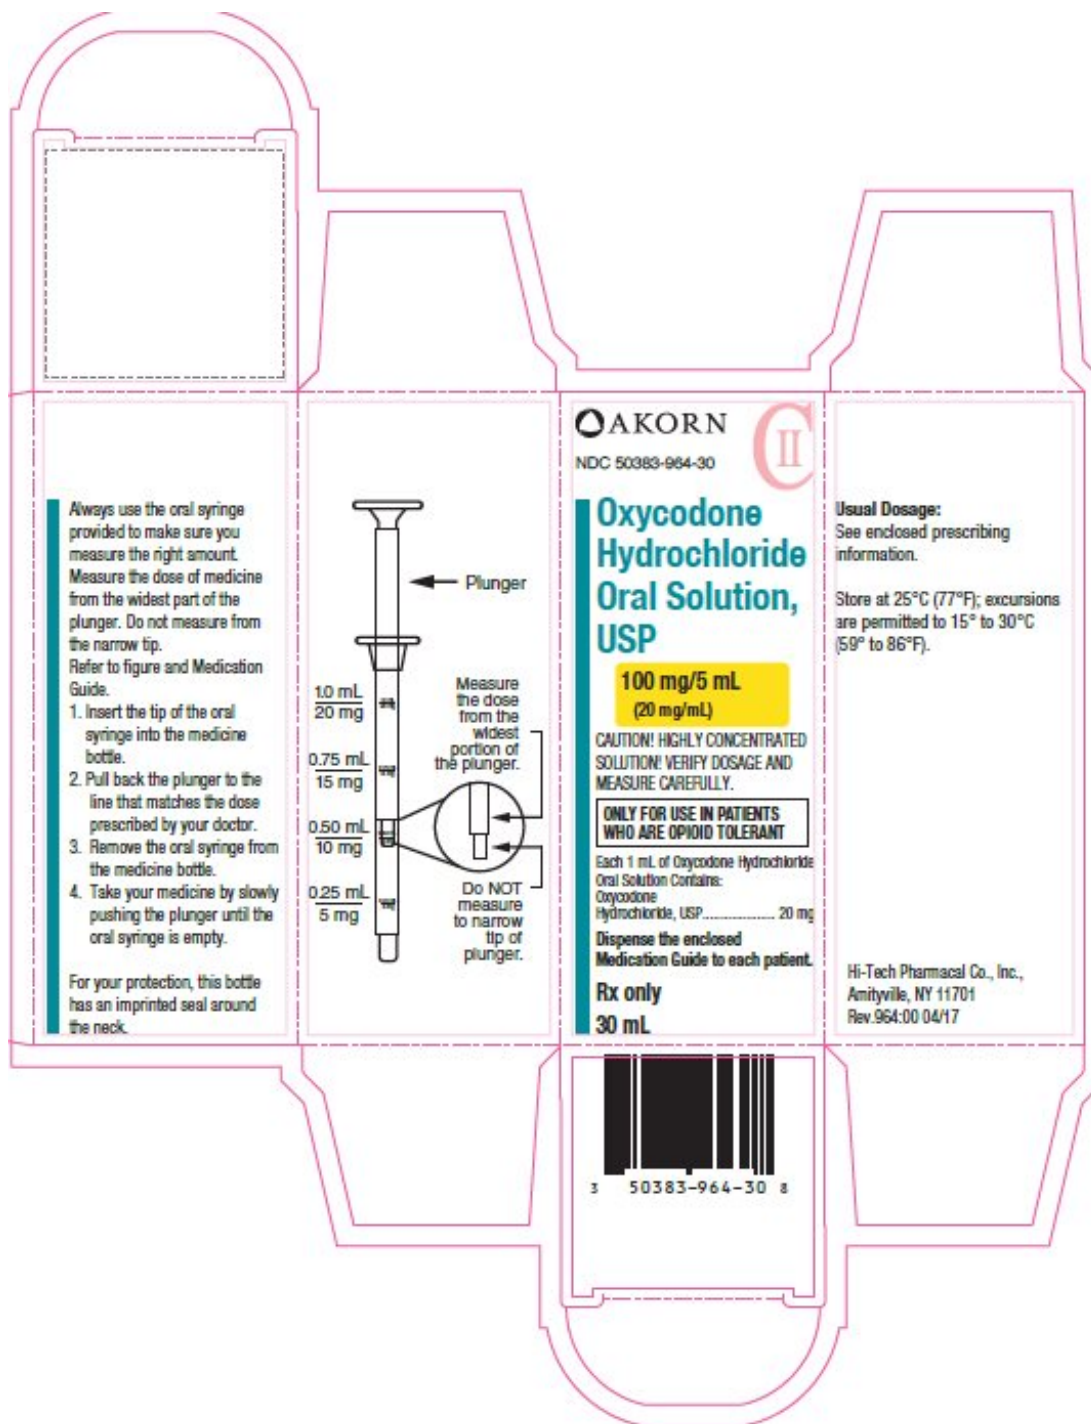 Always use the oral syringe
provided to make sure you
measure the right amount.
Measure the dose of medicine
from the widest part of the
plunger. Do not measure from
the narrow tip.
Refer to figure and Medication
Guide.
1. Insert the tip of the oral
syringe into the medicine
bottle.
2. Pull back the plunger to the
line that matches the dose
prescribed by your doctor.
3. Remove the oral syringe from
the medicine bottle.
4. Take your medicine by slowly
pushing the plunger until the
oral syringe is empty.
For your protection, this bottle
has an imprinted seal around
the neck.
Plunger
1.0 mL
20 mg
0.75 mL
15 mg
0.50 mL
10 mg
0.25 mL
5 mg
Measure
the dose
from the
widest
portion of
the plunger.
Do NOT
measure
to narrow
tip of
plunger.
AKORN
CII
NDC 50383-964-30
Oxycodone
Hydrochloride
Oral Solution,
USP
100 mg/5 mL
(20 mg/mL)
CAUTION! HIGHLY CONCENTRATED
SOLUTION! VERIFY DOSAGE AND
MEASURE CAREFULLY.
ONLY FOR USE IN PATIENTS
WHO ARE OPIOID TOLERANT
Each 1 mL of Oxycodone Hydrochloride
Oral Solution Contains:
Oxycodone
Hydrochloride, USP...................... 20 mg
Dispense the enclosed
Medication Guide to each patient.
Rx only
30 mL
3 50383-964-30 8
Usual Dosage:
See enclosed prescribing
information.
Store at 25°C (77°F); excursions
are permitted to 15° to 30°C
(59° to 86°F).
Hi-Tech Pharmacal Co., Inc.,
Amityville, NY 11701
Rev.964:00 04/17